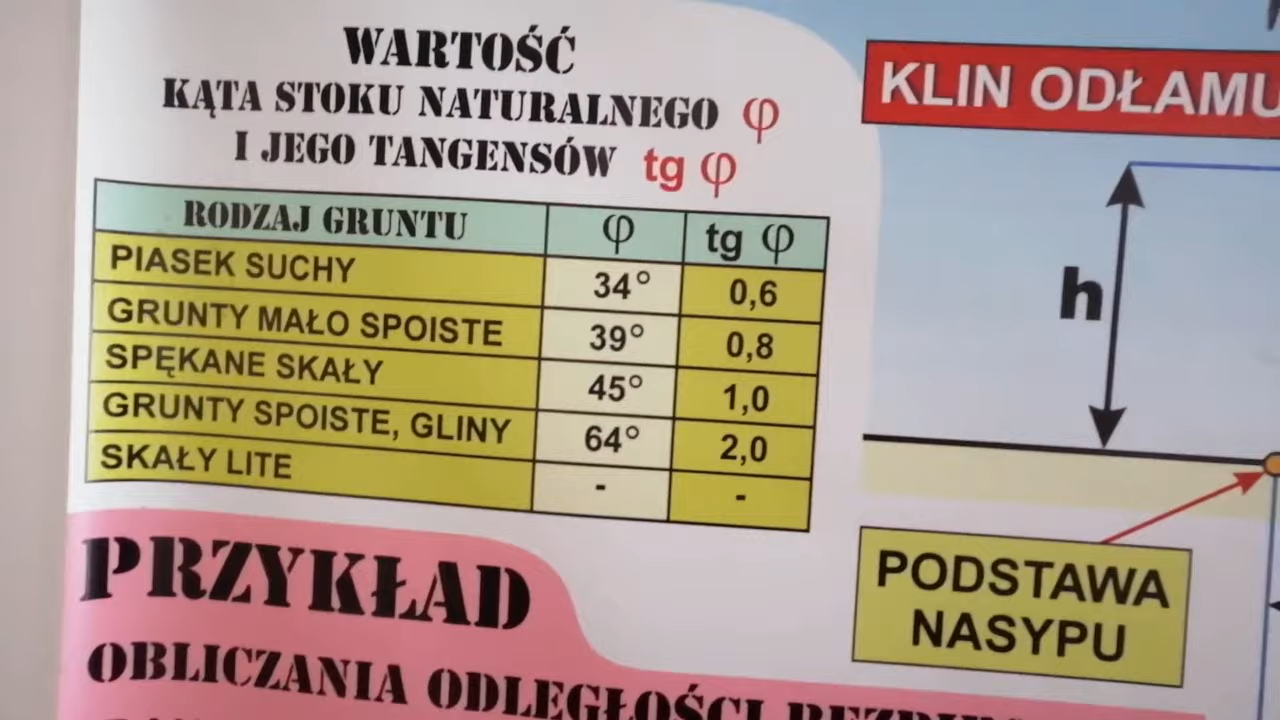 WARTOŚĆ
KĄTA STOKU NATURALNEGO φ
I JEGO TANGENSÓW tg φ
RODZAJ GRUNTU φ tg φ
PIASEK SUCHY 34° 0,6
GRUNTY MAŁO SPOISTE 39° 0,8
SPĘKANE SKAŁY 45° 1,0
GRUNTY SPOISTE, GLINY 64° 2,0
SKAŁY LITE - -
PRZYKŁAD
OBLICZANIA ODLEGŁOŚCI
KLIN ODŁAMU
h
PODSTAWA
NASYPU